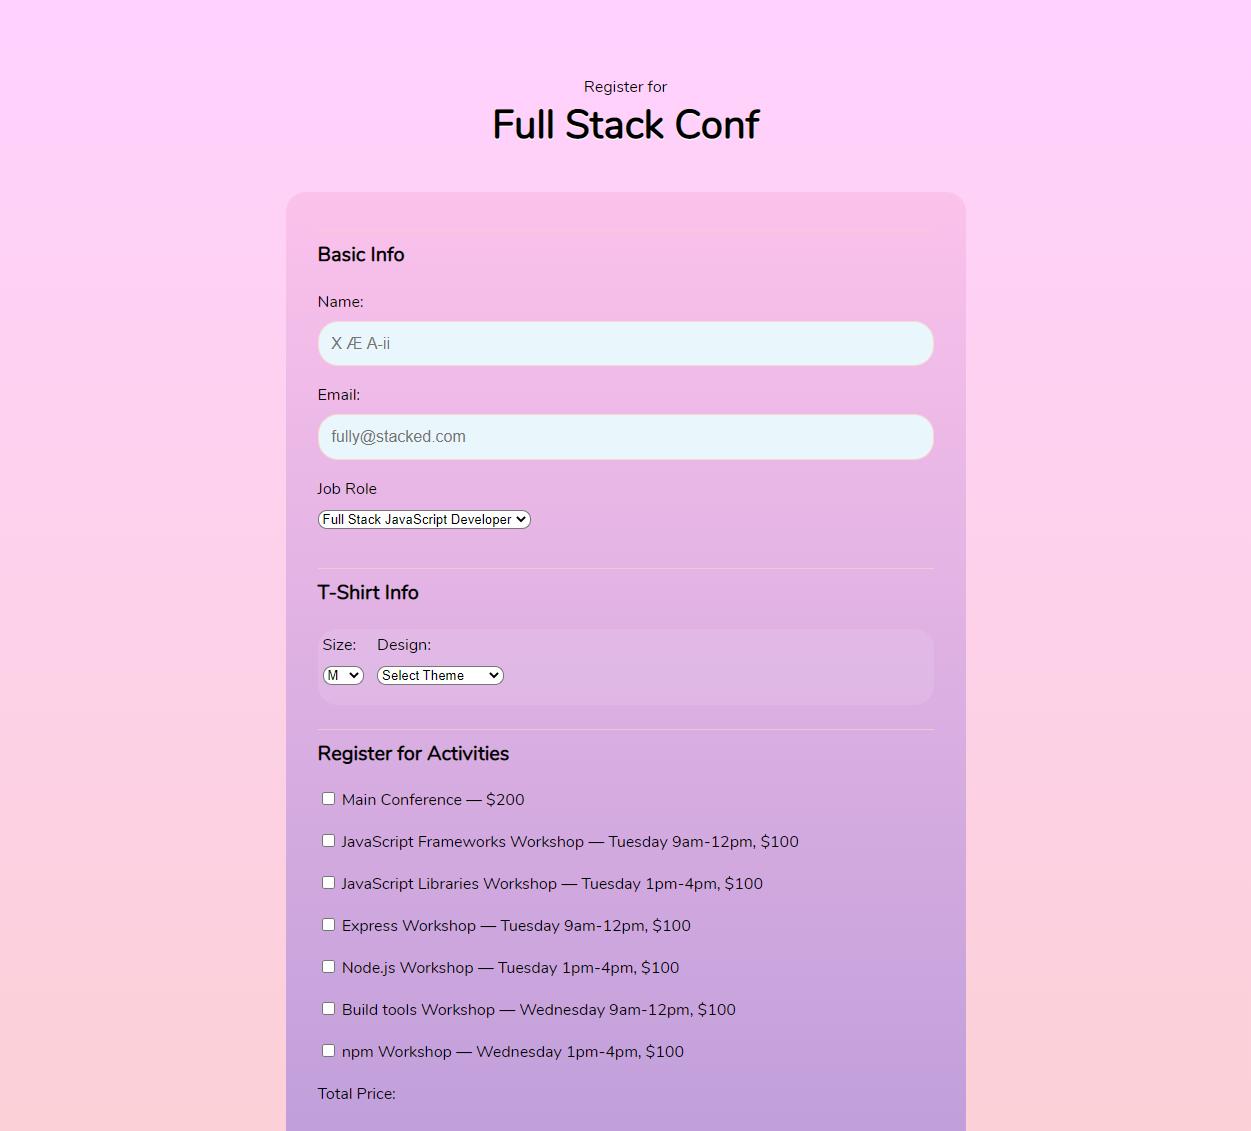 Register for
Full Stack Conf
Basic Info
Name:
X Æ A-ii
Email:
fully@stacked.com
Job Role
Full Stack JavaScript Developer
T-Shirt Info
Size: Design:
M Select Theme
Register for Activities
Main Conference — $200
JavaScript Frameworks Workshop — Tuesday 9am-12pm, $100
JavaScript Libraries Workshop — Tuesday 1pm-4pm, $100
Express Workshop — Tuesday 9am-12pm, $100
Node.js Workshop — Tuesday 1pm-4pm, $100
Build tools Workshop — Wednesday 9am-12pm, $100
npm Workshop — Wednesday 1pm-4pm, $100
Total Price: